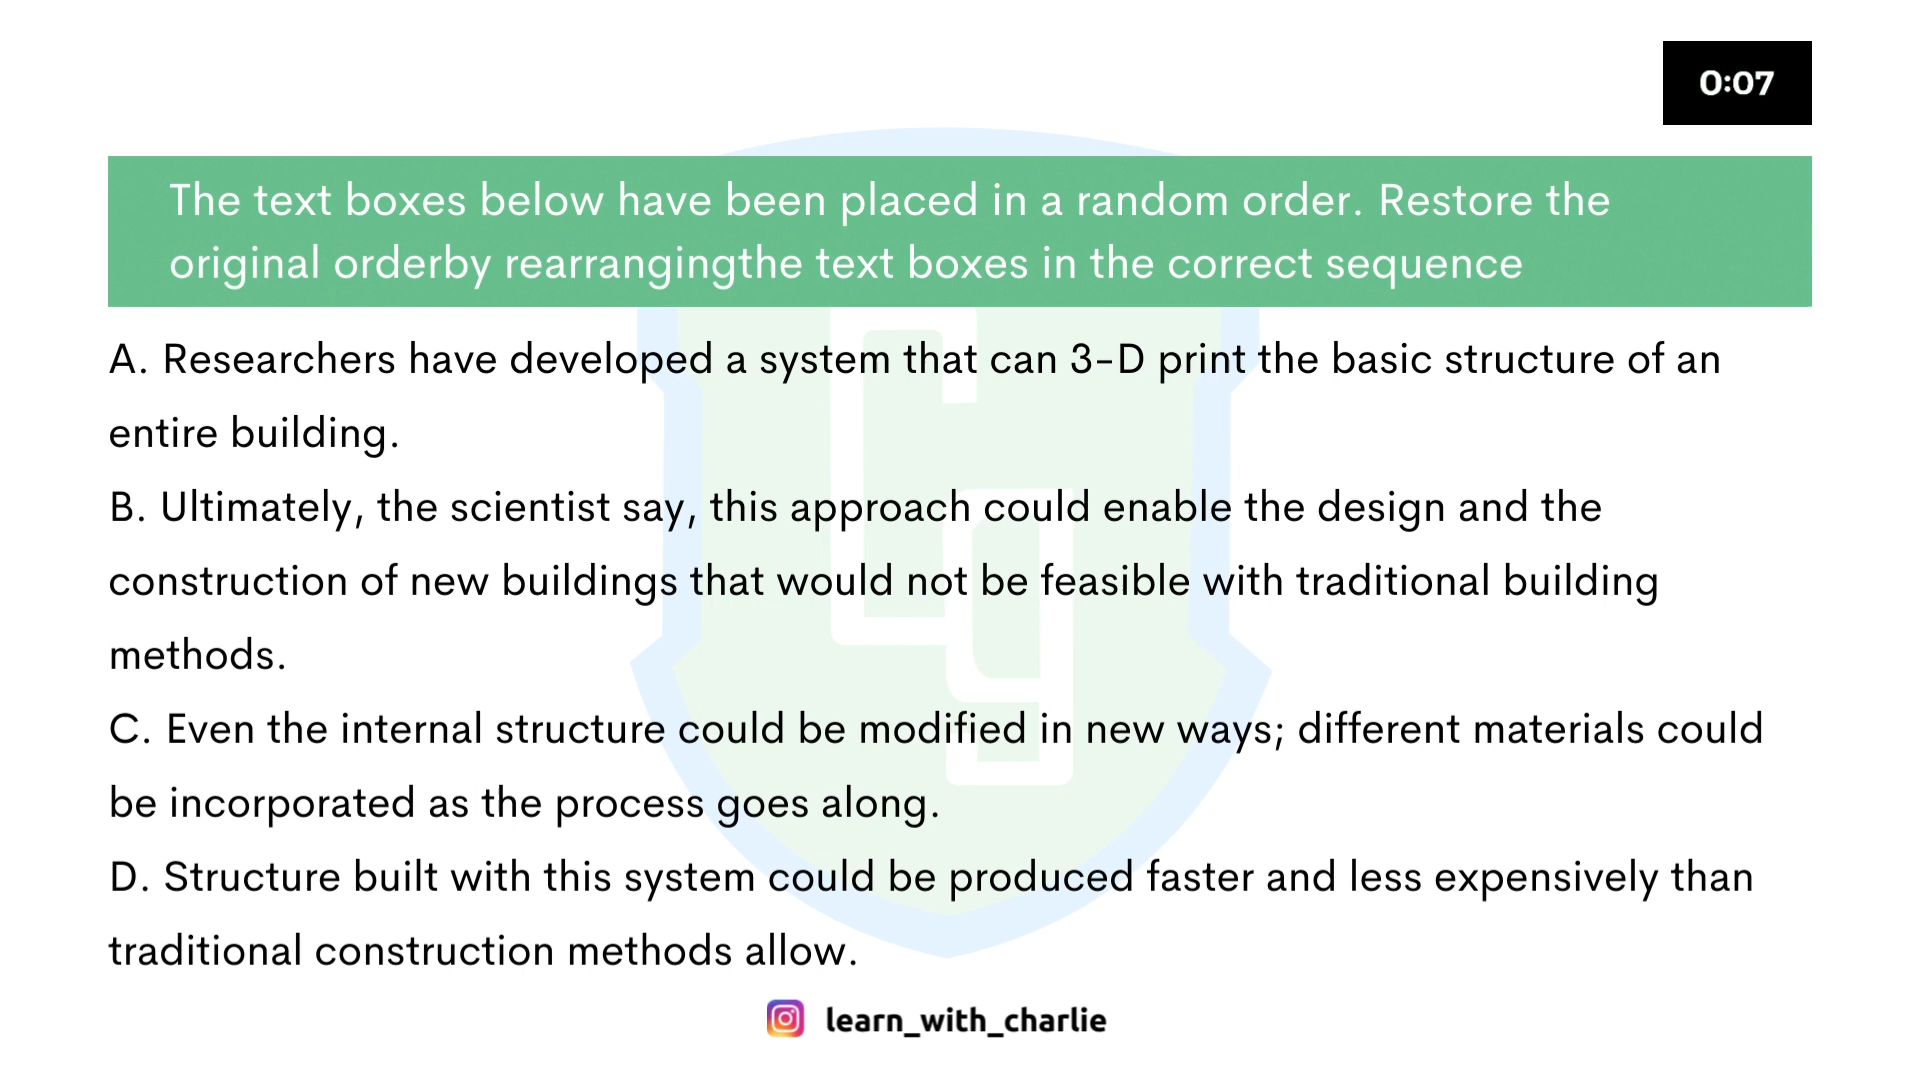 0:07
The text boxes below have been placed in a random order. Restore the
original orderby rearrangingthe text boxes in the correct sequence
A. Researchers have developed a system that can 3-D print the basic structure of an
entire building.
B. Ultimately, the scientist say, this approach could enable the design and the
construction of new buildings that would not be feasible with traditional building
methods.
C. Even the internal structure could be modified in new ways; different materials could
be incorporated as the process goes along.
D. Structure built with this system could be produced faster and less expensively than
traditional construction methods allow.
learn_with_charlie